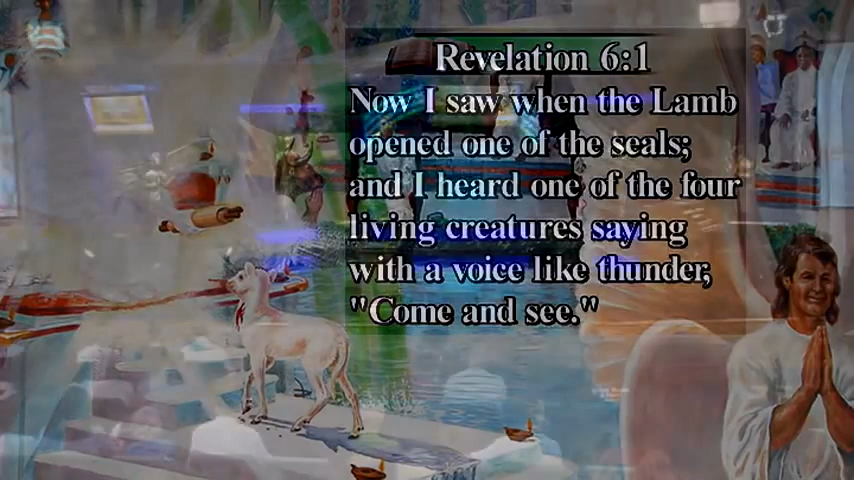 Revelation 6:1
Now I saw when the Lamb
opened one of the seals;
and I heard one of the four
living creatures saying
with a voice like thunder,
"Come and see."